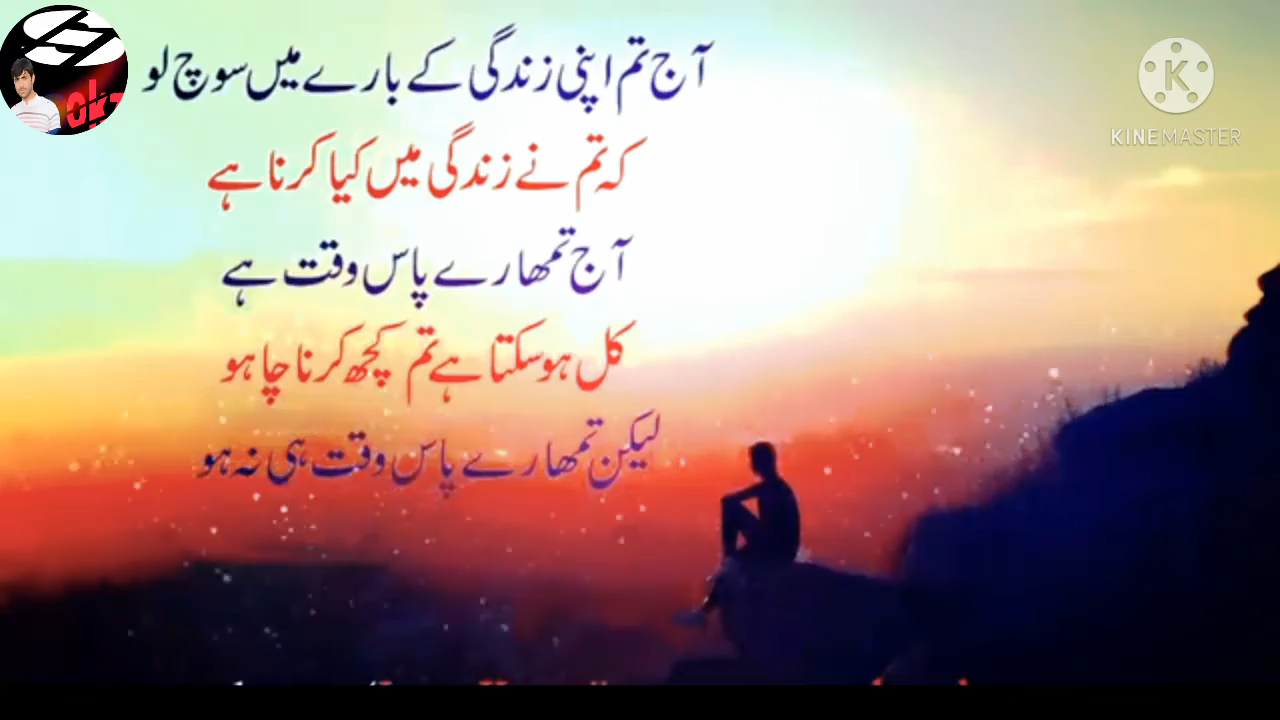 آج تم اپنی زندگی کے بارے میں سوچ لو
کہ تم نے زندگی میں کیا کرنا ہے
آج تمھارے پاس وقت ہے
کل ہو سکتا ہے تم کچھ کرنا چاہو
لیکن تمھارے پاس وقت ہی نہ ہو
KINEMASTER